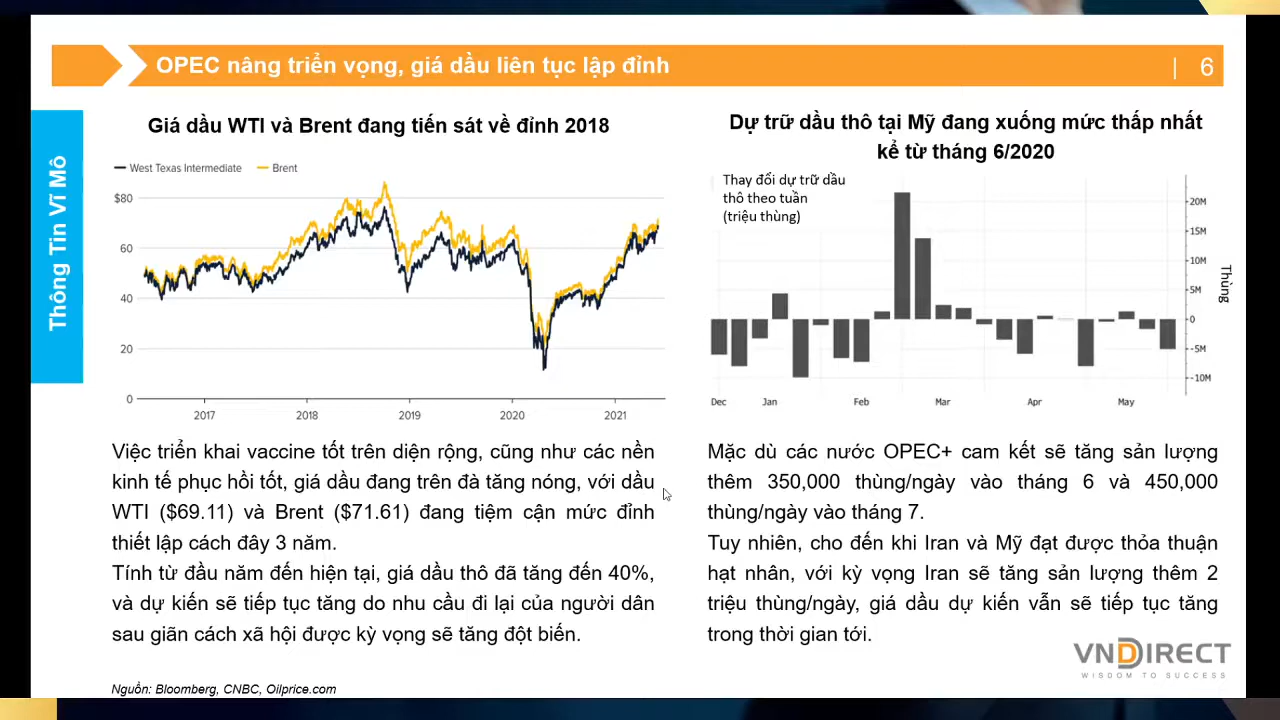 OPEC nâng triển vọng, giá dầu liên tục lập đỉnh
| 6
Thông Tin Vĩ Mô
Giá dầu WTI và Brent đang tiến sát về đỉnh 2018
West Texas Intermediate Brent
$80
60
40
20
0
2017 2018 2019 2020 2021
Việc triển khai vaccine tốt trên diện rộng, cũng như các nền
kinh tế phục hồi tốt, giá dầu đang trên đà tăng nóng, với dầu
WTI ($69.11) và Brent ($71.61) đang tiệm cận mức đỉnh
thiết lập cách đây 3 năm.
Tính từ đầu năm đến hiện tại, giá dầu thô đã tăng đến 40%,
và dự kiến sẽ tiếp tục tăng do nhu cầu đi lại của người dân
sau giãn cách xã hội được kỳ vọng sẽ tăng đột biến.
Dự trữ dầu thô tại Mỹ đang xuống mức thấp nhất
kể từ tháng 6/2020
Thay đổi dự trữ dầu
thô theo tuần
(triệu thùng)
20M
15M
10M
5M
0
-5M
-10M
Thùng
Dec Jan Feb Mar Apr May
Mặc dù các nước OPEC+ cam kết sẽ tăng sản lượng
thêm 350,000 thùng/ngày vào tháng 6 và 450,000
thùng/ngày vào tháng 7.
Tuy nhiên, cho đến khi Iran và Mỹ đạt được thỏa thuận
hạt nhân, với kỳ vọng Iran sẽ tăng sản lượng thêm 2
triệu thùng/ngày, giá dầu dự kiến vẫn sẽ tiếp tục tăng
trong thời gian tới.
VNDIRECT
WISDOM TO SUCCESS
Nguồn: Bloomberg, CNBC, Oilprice.com